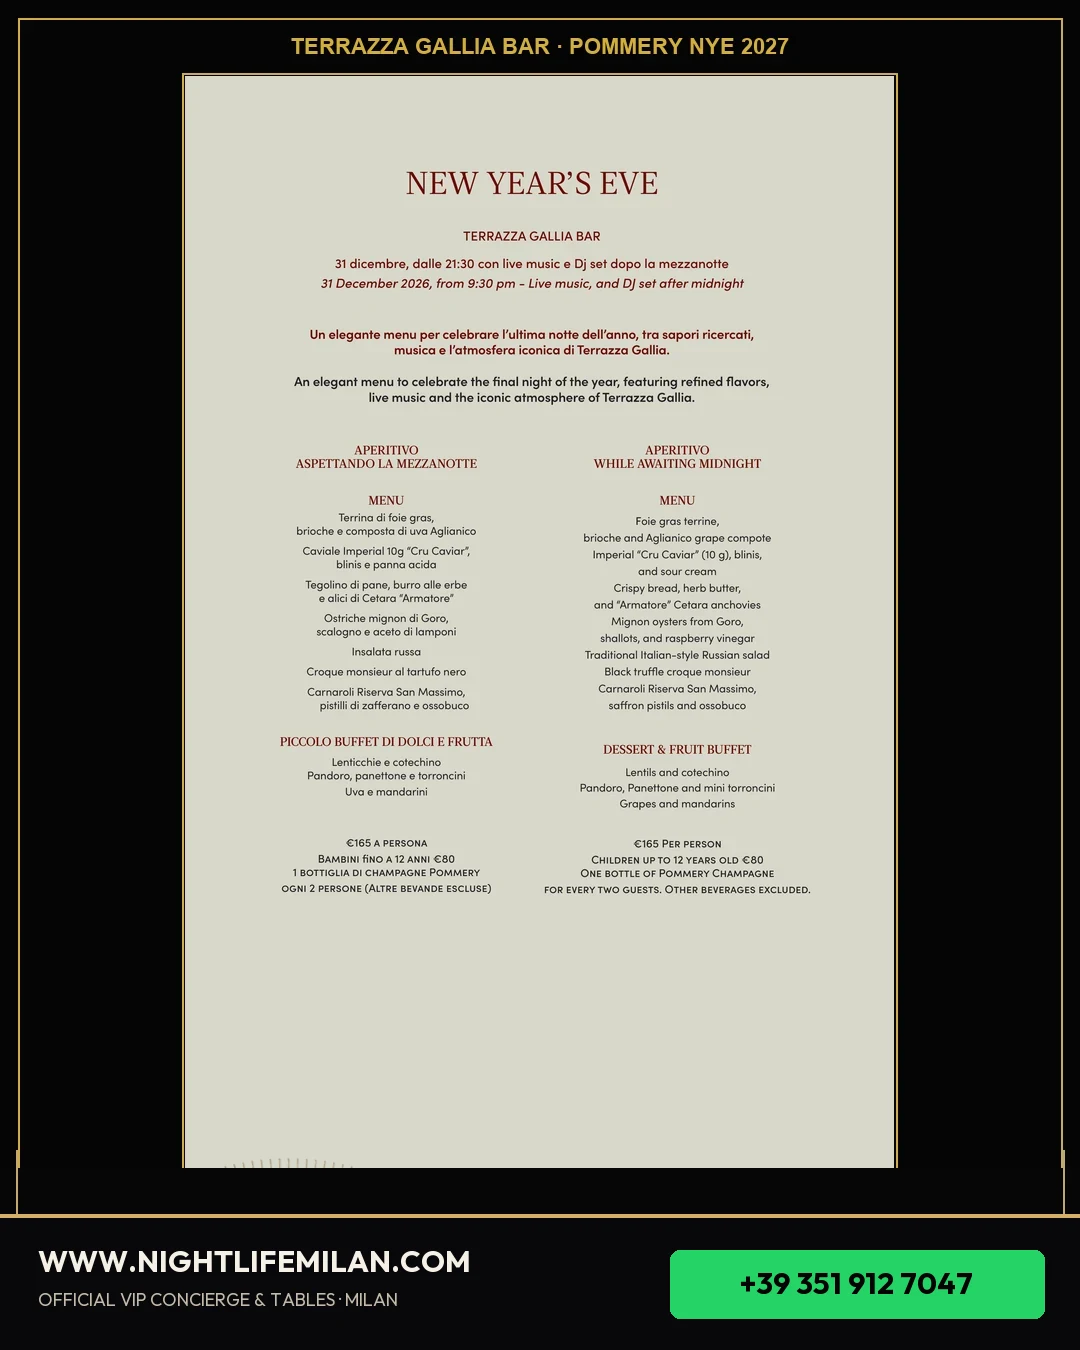 TERRAZZA GALLIA BAR · POMMERY NYE 2027
NEW YEAR’S EVE
TERRAZZA GALLIA BAR
31 dicembre, dalle 21:30 con live music e Dj set dopo la mezzanotte
31 December 2026, from 9:30 pm - Live music, and DJ set after midnight
Un elegante menu per celebrare l’ultima notte dell’anno, tra sapori ricercati,
musica e l’atmosfera iconica di Terrazza Gallia.
An elegant menu to celebrate the final night of the year, featuring refined flavors,
live music and the iconic atmosphere of Terrazza Gallia.
APERITIVO
ASPETTANDO LA MEZZANOTTE
MENU
Terrina di foie gras,
brioche e composta di uva Aglianico
Caviale Imperial 10g “Cru Caviar”,
blinis e panna acida
Tegolino di pane, burro alle erbe
e alici di Cetara “Armatore”
Ostriche mignon di Goro,
scalogno e aceto di lamponi
Insalata russa
Croque monsieur al tartufo nero
Carnaroli Riserva San Massimo,
pistilli di zafferano e ossobuco
PICCOLO BUFFET DI DOLCI E FRUTTA
Lenticchie e cotechino
Pandoro, panettone e torroncini
Uva e mandarini
€165 A PERSONA
BAMBINI fiNO A 12 ANNI €80
1 BOTTIGLIA DI CHAMPAGNE POMMERY
OGNI 2 PERSONE (ALTRE BEVANDE ESCLUSE)
APERITIVO
WHILE AWAITING MIDNIGHT
MENU
Foie gras terrine,
brioche and Aglianico grape compote
Imperial “Cru Caviar” (10 g), blinis,
and sour cream
Crispy bread, herb butter,
and “Armatore” Cetara anchovies
Mignon oysters from Goro,
shallots, and raspberry vinegar
Traditional Italian-style Russian salad
Black truffle croque monsieur
Carnaroli Riserva San Massimo,
saffron pistils and ossobuco
DESSERT & FRUIT BUFFET
Lentils and cotechino
Pandoro, Panettone and mini torroncini
Grapes and mandarins
€165 PER PERSON
CHILDREN UP TO 12 YEARS OLD €80
ONE BOTTLE OF POMMERY CHAMPAGNE
FOR EVERY TWO GUESTS. OTHER BEVERAGES EXCLUDED.
WWW.NIGHTLIFEMILAN.COM
OFFICIAL VIP CONCIERGE & TABLES · MILAN
+39 351 912 7047